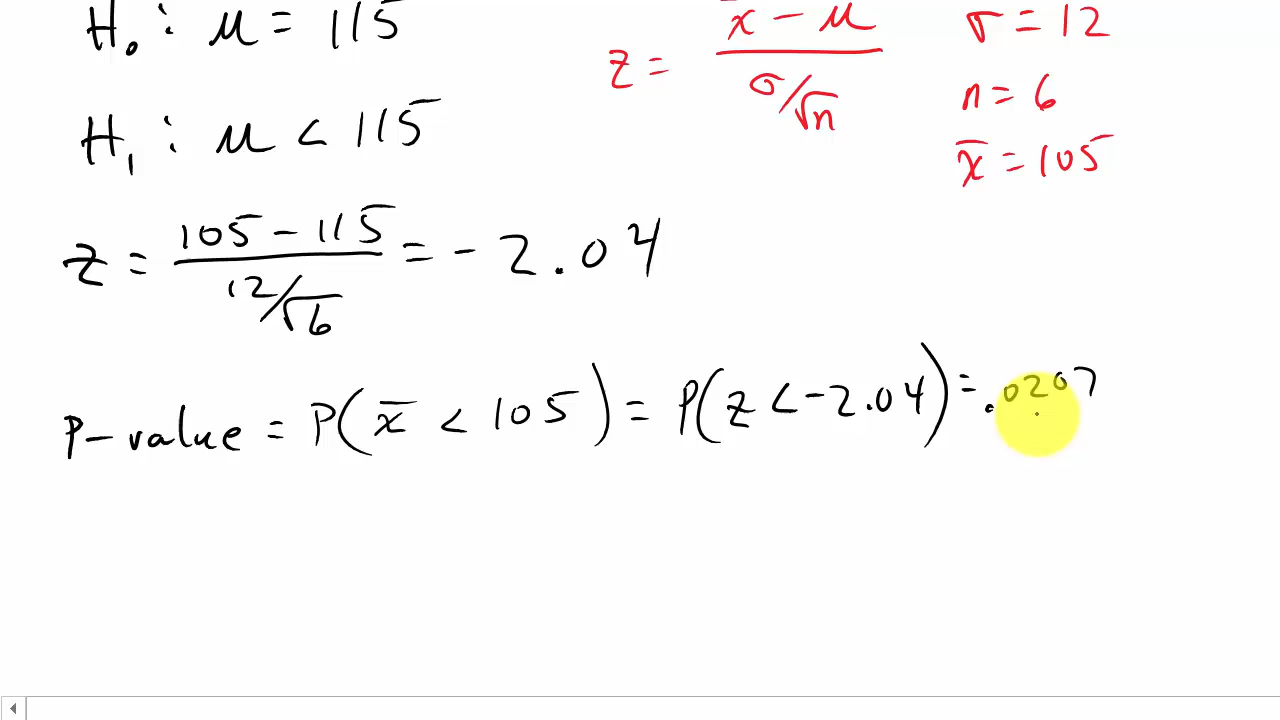 H₀ : μ = 115
H₁ : μ < 115
z = (x̄ − μ) / (σ/√n)
σ = 12
n = 6
x̄ = 105
z = (105 − 115) / (12/√6) = −2.04
P-value = P(x̄ < 105) = P(z < −2.04) = .0207